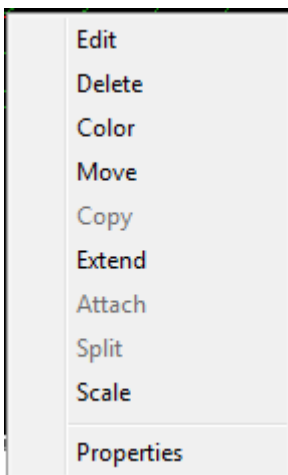 Edit
Delete
Color
Move
Copy
Extend
Attach
Split
Scale
Properties